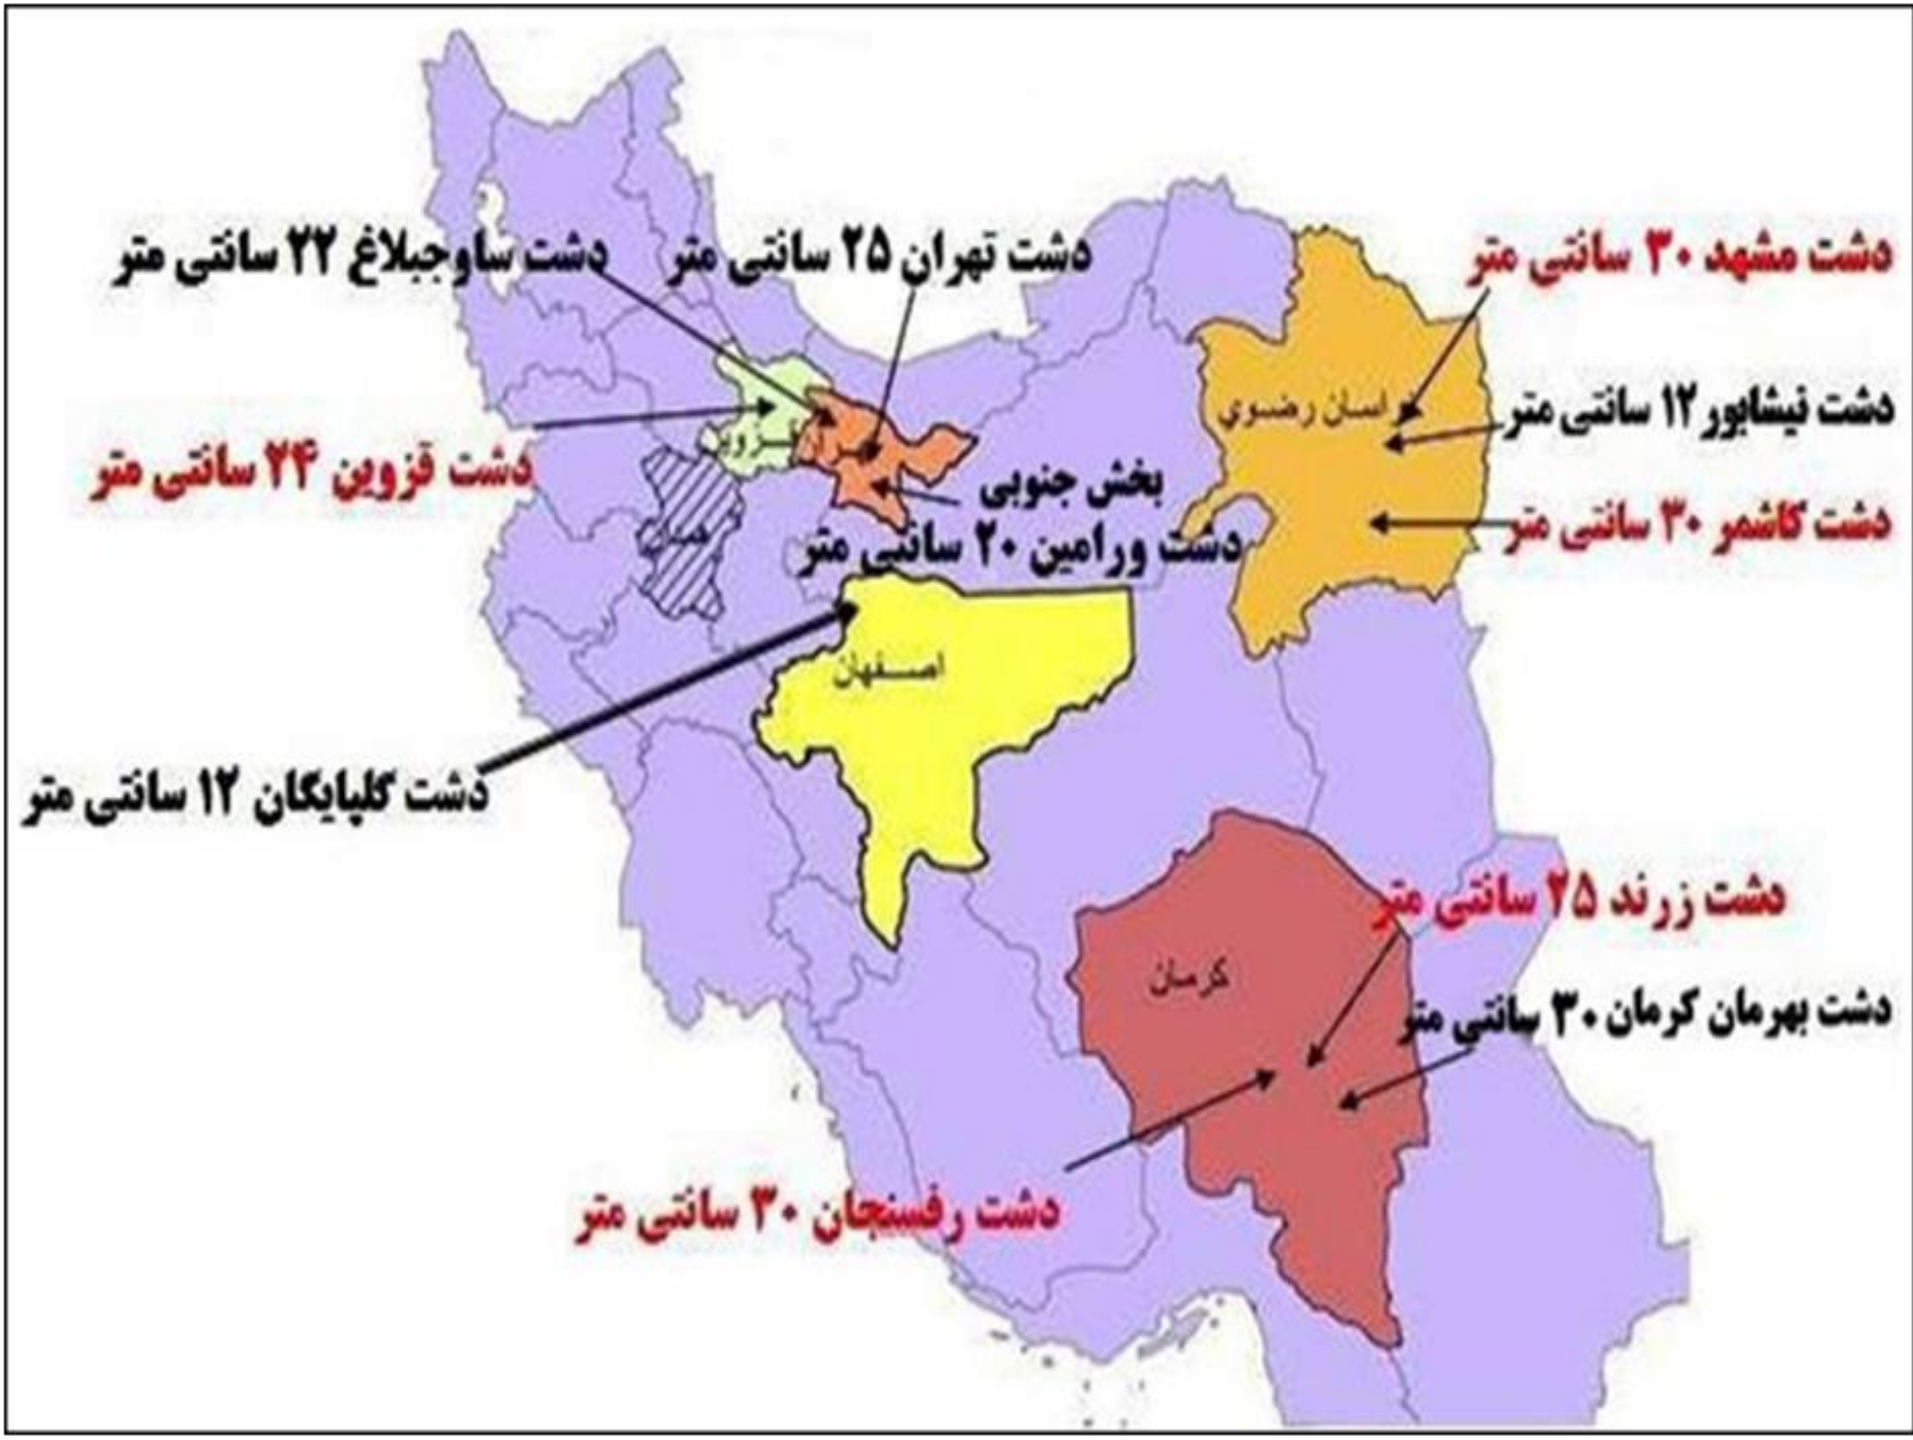 دشت ساوجبلاغ ۲۲ سانتی متر
دشت تهران ۲۵ سانتی متر
دشت مشهد ۳۰ سانتی متر
دشت نیشابور ۱۲ سانتی متر
اسان رضوي
دشت قزوین ۲۴ سانتی متر
بخش جنوبی
دشت ورامین ۲۰ سانتی متر
دشت کاشمر ۳۰ سانتی متر
اصفهان
دشت گلپایگان ۱۲ سانتی متر
دشت زرند ۲۵ سانتی متر
کرمان
دشت بهرمان کرمان ۳۰ سانتی متر
دشت رفسنجان ۳۰ سانتی متر